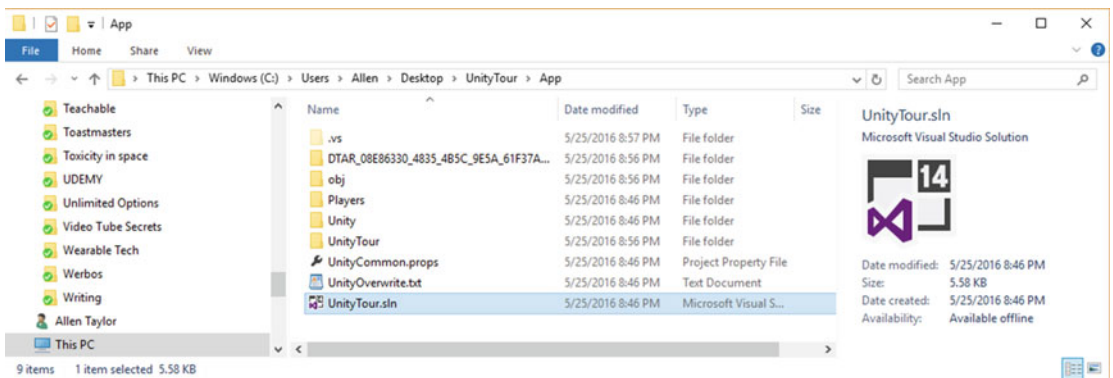 App
File Home Share View
This PC > Windows (C:) > Users > Allen > Desktop > UnityTour > App
Search App
Teachable
Toastmasters
Toxicity in space
UDEMY
Unlimited Options
Video Tube Secrets
Wearable Tech
Werbos
Writing
Allen Taylor
This PC
Name Date modified Type Size
.vs 5/25/2016 8:57 PM File folder
DTAR_08E86330_4835_4B5C_9E5A_61F37A... 5/25/2016 8:56 PM File folder
obj 5/25/2016 8:56 PM File folder
Players 5/25/2016 8:46 PM File folder
Unity 5/25/2016 8:46 PM File folder
UnityTour 5/25/2016 8:56 PM File folder
UnityCommon.props 5/25/2016 8:46 PM Project Property File
UnityOverwrite.txt 5/25/2016 8:46 PM Text Document
UnityTour.sln 5/25/2016 8:46 PM Microsoft Visual S...
UnityTour.sln
Microsoft Visual Studio Solution
14
Date modified: 5/25/2016 8:46 PM
Size: 5.58 KB
Date created: 5/25/2016 8:46 PM
Availability: Available offline
9 items 1 item selected 5.58 KB